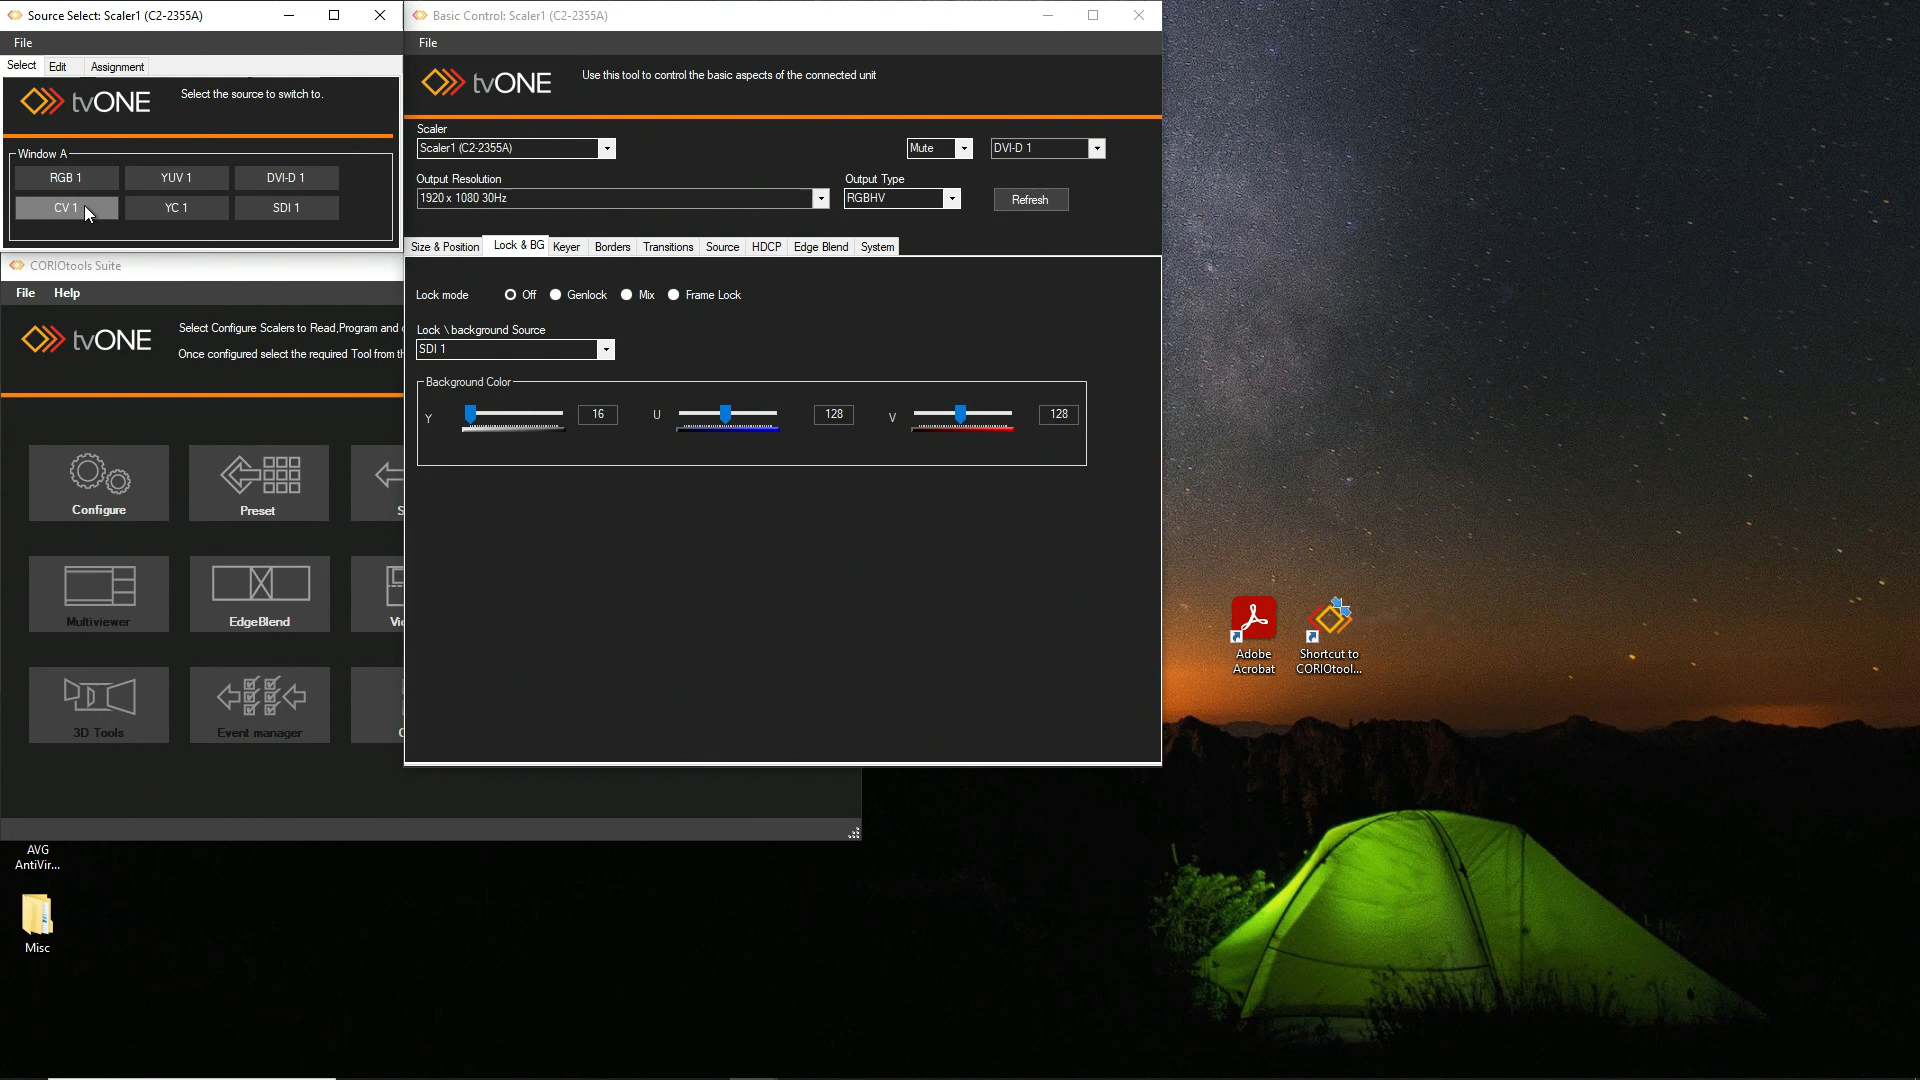 Source Select: Scaler1 (C2-2355A)
File
Select
Edit
Assignment
tvONE
Select the source to switch to.
Window A
RGB 1
YUV 1
DVI-D 1
CV 1
YC 1
SDI 1
Basic Control: Scaler1 (C2-2355A)
File
tvONE
Use this tool to control the basic aspects of the connected unit
Scaler
Scaler1 (C2-2355A)
Mute
DVI-D 1
Output Resolution
1920 x 1080 30Hz
Output Type
RGBHV
Refresh
Size & Position
Lock & BG
Keyer
Borders
Transitions
Source
HDCP
Edge Blend
System
Lock mode
Off
Genlock
Mix
Frame Lock
Lock \ background Source
SDI 1
Background Color
Y
16
U
128
V
128
CORIOtools Suite
File
Help
tvONE
Select Configure Scalers to Read,Program and
Once configured select the required Tool from
Configure
Preset
S
Multiviewer
EdgeBlend
3D Tools
Event manager
AVG
AntiVir...
Misc
Adobe
Acrobat
Shortcut to
CORIOtool...